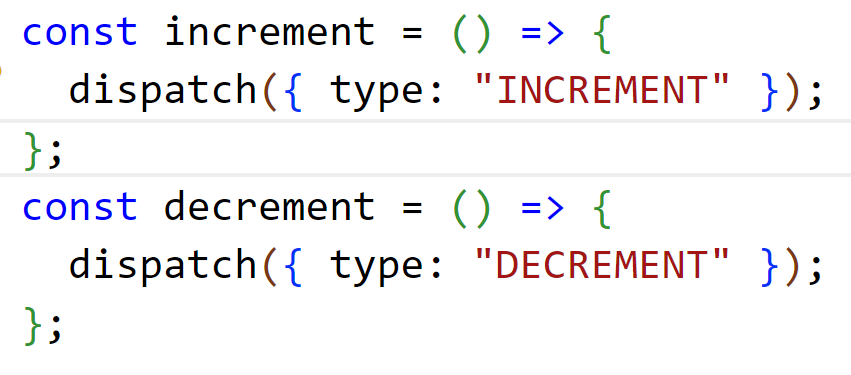 const increment = () => {
  dispatch({ type: "INCREMENT" });
};
const decrement = () => {
  dispatch({ type: "DECREMENT" });
};